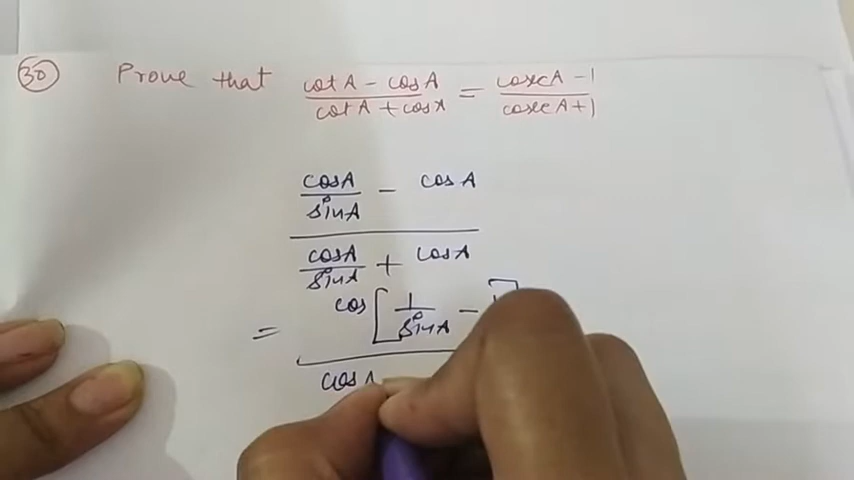 30 Prove that cotA - cosA / cotA + cosA = cosecA - 1 / cosecA + 1
cosA / sinA - cosA
cosA / sinA + cosA
= cos [ 1 / sinA -
cosA